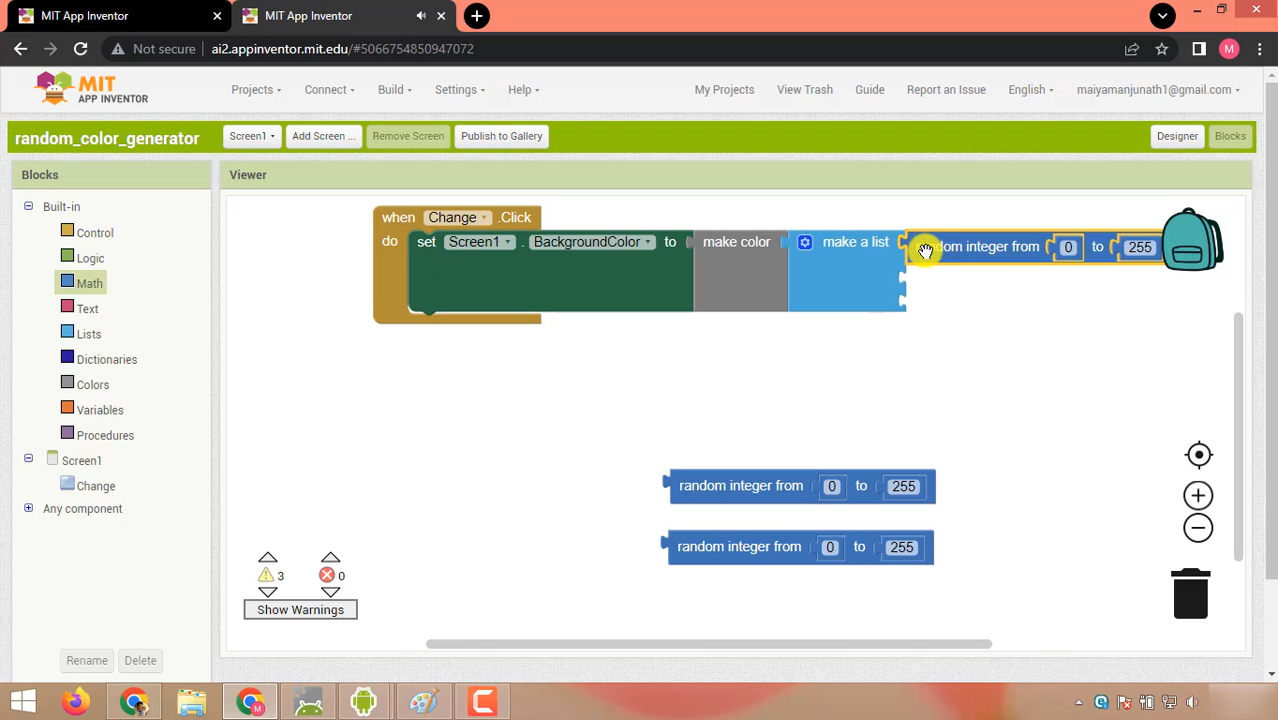 MIT App Inventor
MIT App Inventor
Not secure ai2.appinventor.mit.edu/#5066754850947072
M
MIT
APP INVENTOR
Projects Connect Build Settings Help My Projects View Trash Guide Report an Issue English maiyamanjunath1@gmail.com
random_color_generator Screen1 Add Screen ... Remove Screen Publish to Gallery Designer Blocks
Blocks
Viewer
Built-in
Control
Logic
Math
Text
Lists
Dictionaries
Colors
Variables
Procedures
Screen1
Change
Any component
Rename Delete
when Change .Click
do set Screen1 . BackgroundColor to make color make a list dom integer from 0 to 255
random integer from 0 to 255
random integer from 0 to 255
3 0
Show Warnings
M